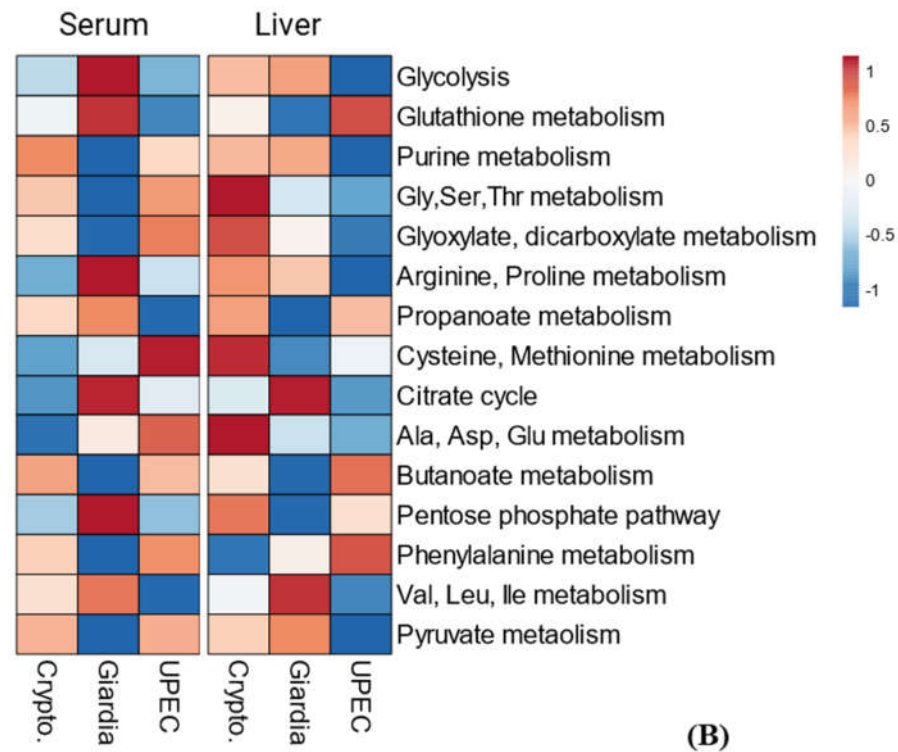 Serum Liver
Glycolysis
Glutathione metabolism
Purine metabolism
Gly,Ser,Thr metabolism
Glyoxylate, dicarboxylate metabolism
Arginine, Proline metabolism
Propanoate metabolism
Cysteine, Methionine metabolism
Citrate cycle
Ala, Asp, Glu metabolism
Butanoate metabolism
Pentose phosphate pathway
Phenylalanine metabolism
Val, Leu, Ile metabolism
Pyruvate metaolism
1
0.5
0
-0.5
-1
Crypto. Giardia UPEC Crypto. Giardia UPEC
(B)